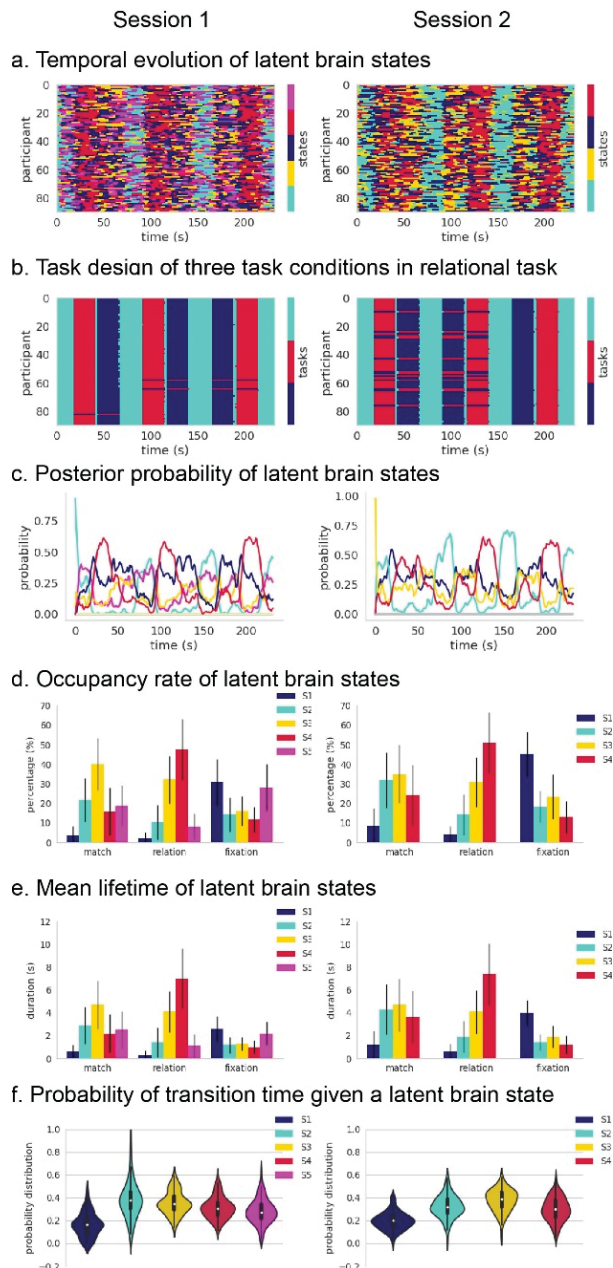 Session 1
Session 2
a. Temporal evolution of latent brain states
0
20
40
60
80
participant
0 50 100 150 200
time (s)
states
0
20
40
60
80
participant
0 50 100 150 200
time (s)
states
b. Task design of three task conditions in relational task
0
30
60
90
participant
0 50 100 150 200
time (s)
tasks
0
30
60
90
participant
0 50 100 150 200
time (s)
tasks
c. Posterior probability of latent brain states
0.75
0.50
0.25
0.00
probability
0 50 100 150 200
time (s)
1.00
0.75
0.50
0.25
0.00
probability
0 50 100 150 200
time (s)
d. Occupancy rate of latent brain states
70
60
50
40
30
20
10
0
percentage (%)
match relation fixation
S1
S2
S3
S4
S5
70
60
50
40
30
20
10
0
percentage (%)
match relation fixation
S1
S2
S3
S4
e. Mean lifetime of latent brain states
12
10
8
6
4
2
0
duration (s)
match relation fixation
S1
S2
S3
S4
S5
12
10
8
6
4
2
0
duration (s)
match relation fixation
S1
S2
S3
S4
f. Probability of transition time given a latent brain state
1.0
0.8
0.6
0.4
0.2
0.0
−0.2
probability distribution
S1
S2
S3
S4
S5
1.0
0.8
0.6
0.4
0.2
0.0
−0.2
probability distribution
S1
S2
S3
S4